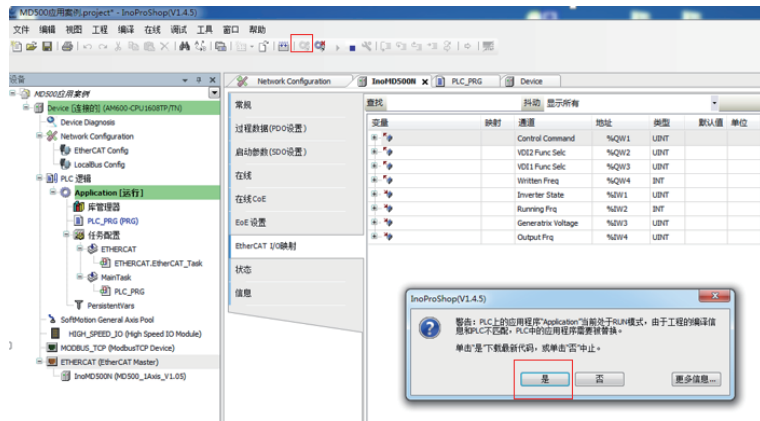 MD500应用案例.project* - InoProShop(V1.4.5)
文件 编辑 视图 工程 编译 在线 调试 工具 窗口 帮助
设备
MD500应用案例
Device [连接的] (AM600-CPU1608TP/TN)
Device Diagnosis
Network Configuration
EtherCAT Config
LocalBus Config
PLC 逻辑
Application [运行]
库管理器
PLC_PRG (PRG)
任务配置
ETHERCAT
ETHERCAT.EtherCAT_Task
MainTask
PLC_PRG
PersistentVars
SoftMotion General Axis Pool
HIGH_SPEED_IO (High Speed IO Module)
MODBUS_TCP (ModbusTCP Device)
ETHERCAT (EtherCAT Master)
InoMD500N (MD500_1Axis_V1.05)
Network Configuration InoMD500N PLC_PRG Device
常规
过程数据(PDO设置)
启动参数(SDO设置)
在线
在线CoE
EoE 设置
EtherCAT I/O映射
状态
信息
查找 抖动 显示所有
变量 映射 通道 地址 类型 默认值 单位
Control Command %QW1 UINT
VDI2 Func Selc %QW2 UINT
VDI1 Func Selc %QW3 UINT
Written Freq %QW4 INT
Inverter State %IW1 UINT
Running Frq %IW2 INT
Generatrix Voltage %IW3 UINT
Output Frq %IW4 UINT
InoProShop(V1.4.5)
警告：PLC上的应用程序"Application"当前处于RUN模式，由于工程的编译信
息和PLC不匹配，PLC中的应用程序需要被替换。
单击"是"下载最新代码，或单击"否"中止。
是 否 更多信息...